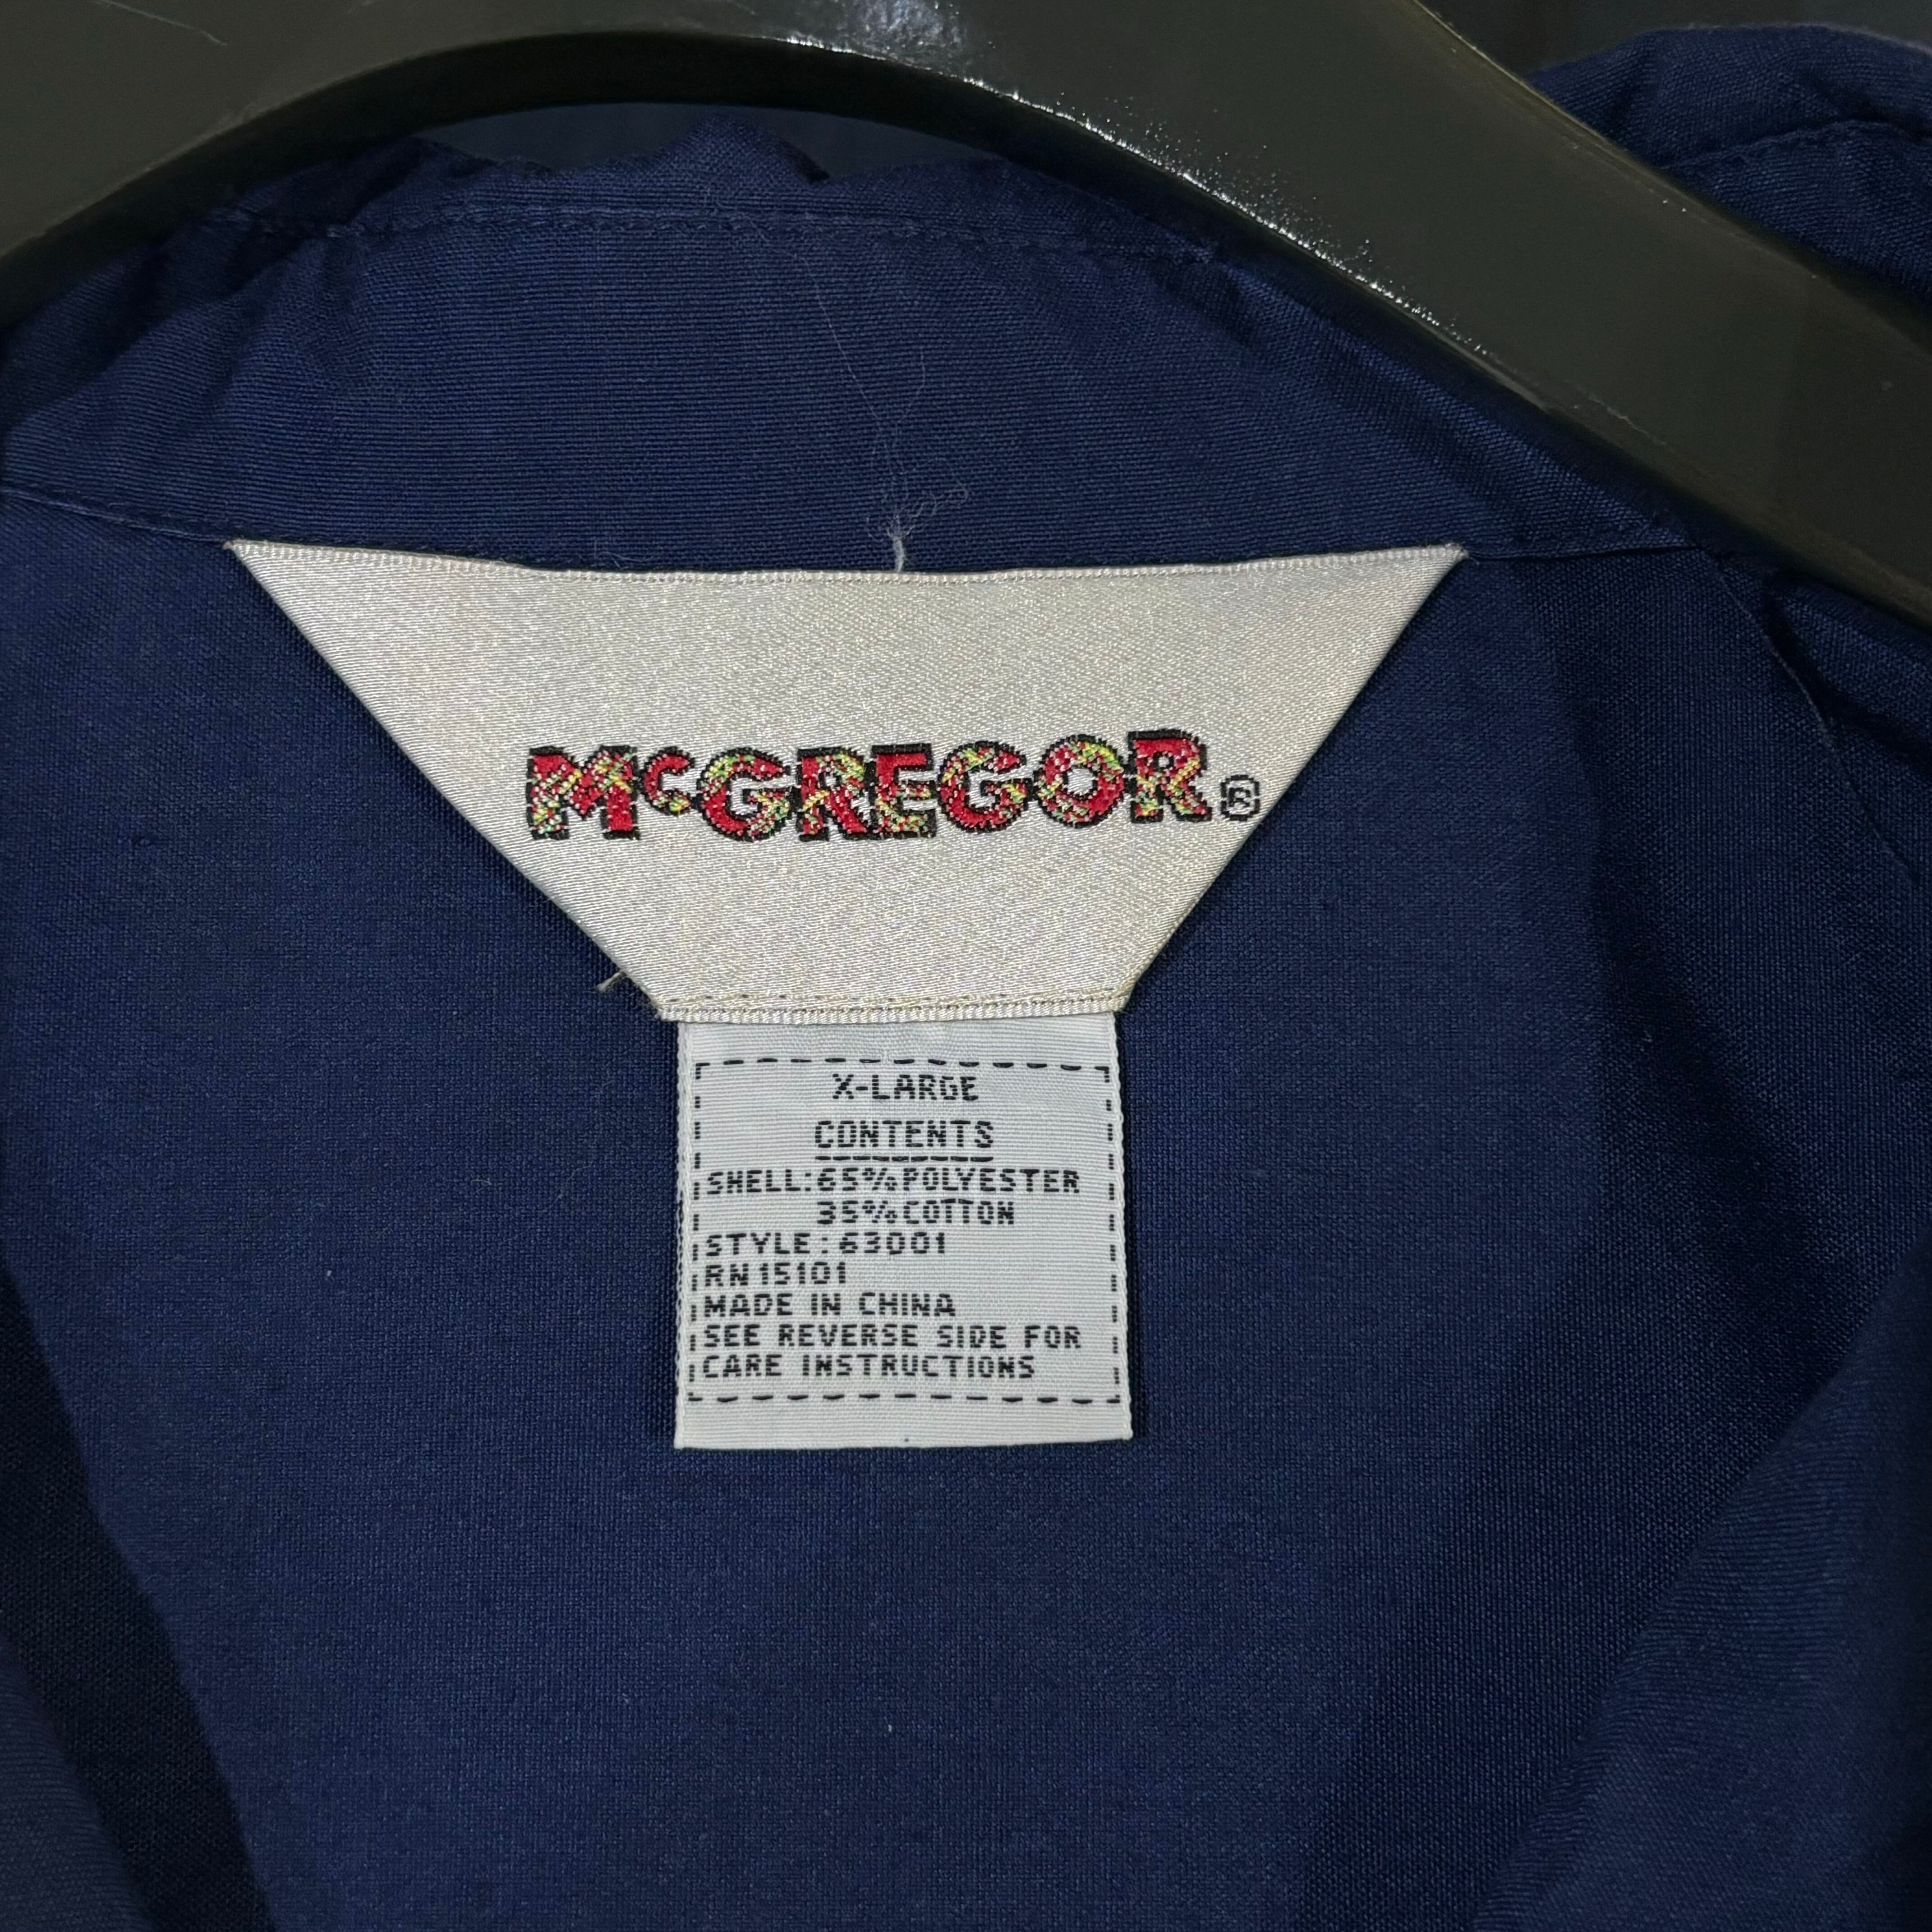 McGREGOR®
X-LARGE
CONTENTS
SHELL:65%POLYESTER
35%COTTON
STYLE:63001
RN15101
MADE IN CHINA
SEE REVERSE SIDE FOR
CARE INSTRUCTIONS